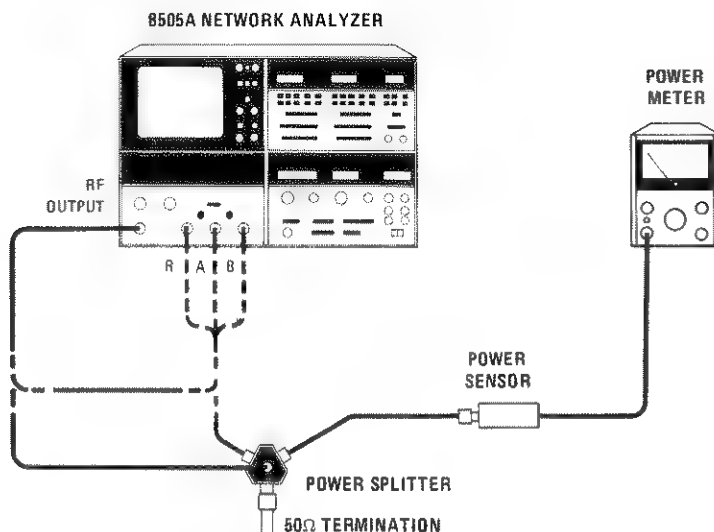 8505A NETWORK ANALYZER
POWER
METER
RF
OUTPUT
R A B
POWER
SENSOR
POWER SPLITTER
50Ω TERMINATION